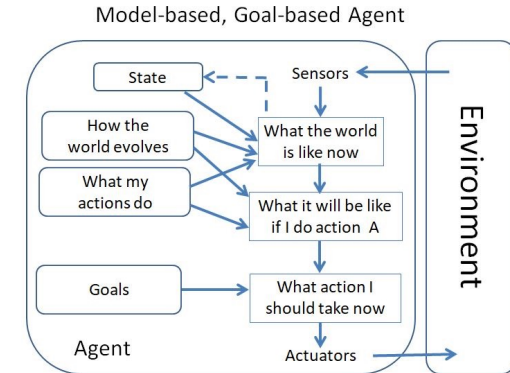 Model-based, Goal-based Agent
State
Sensors
How the
world evolves
What the world
is like now
What my
actions do
What it will be like
if I do action A
Goals
What action I
should take now
Agent
Actuators
Environment